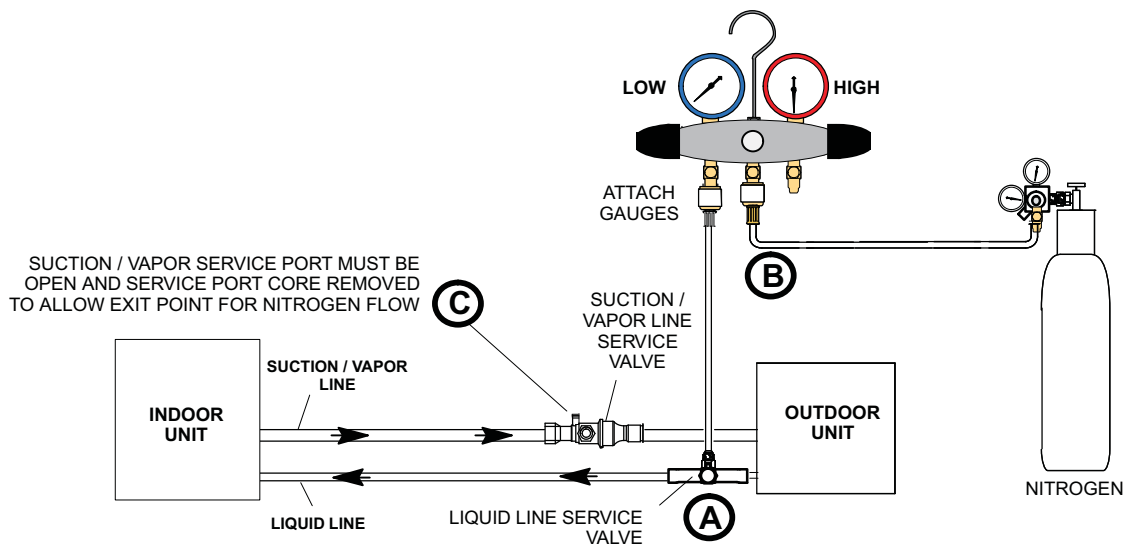 LOW
HIGH
ATTACH
GAUGES
B
SUCTION / VAPOR SERVICE PORT MUST BE
OPEN AND SERVICE PORT CORE REMOVED
TO ALLOW EXIT POINT FOR NITROGEN FLOW
C
SUCTION /
VAPOR LINE
SERVICE
VALVE
SUCTION / VAPOR
LINE
INDOOR
UNIT
OUTDOOR
UNIT
NITROGEN
LIQUID LINE
LIQUID LINE SERVICE
VALVE
A